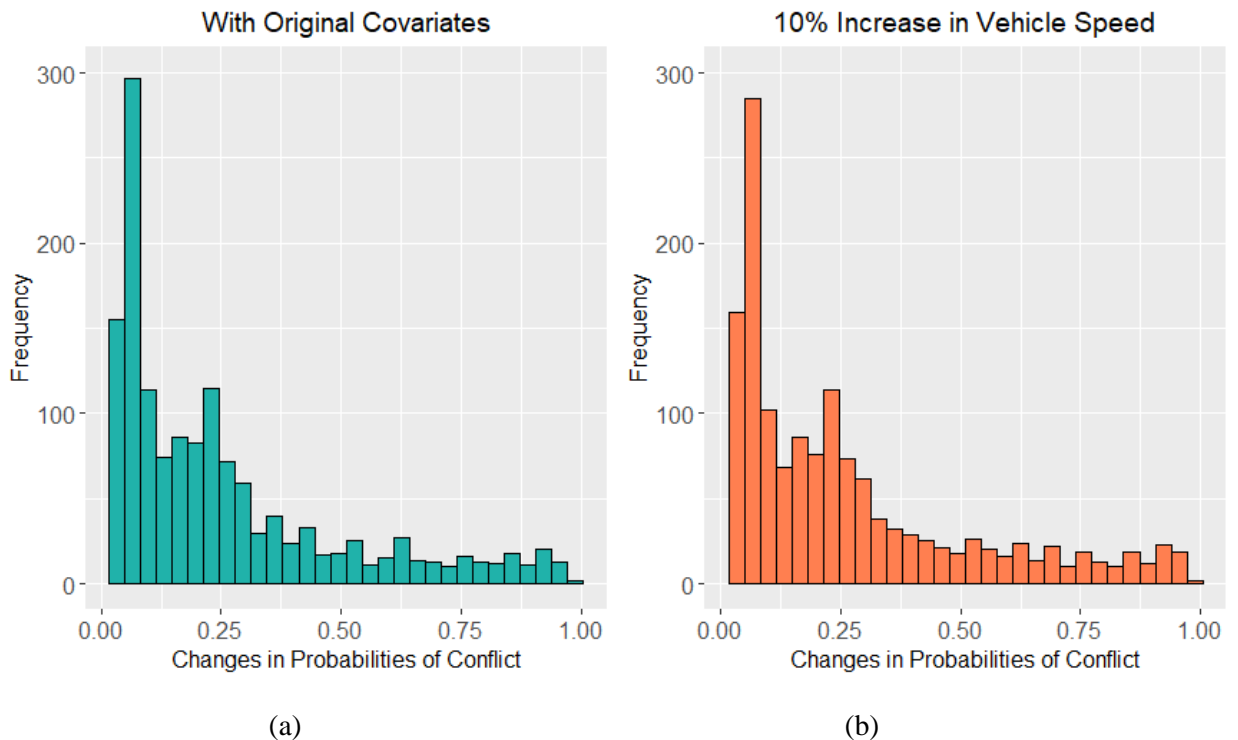 With Original Covariates
300
200
100
0
Frequency
0.00 0.25 0.50 0.75 1.00
Changes in Probabilities of Conflict
(a)
10% Increase in Vehicle Speed
300
200
100
0
Frequency
0.00 0.25 0.50 0.75 1.00
Changes in Probabilities of Conflict
(b)